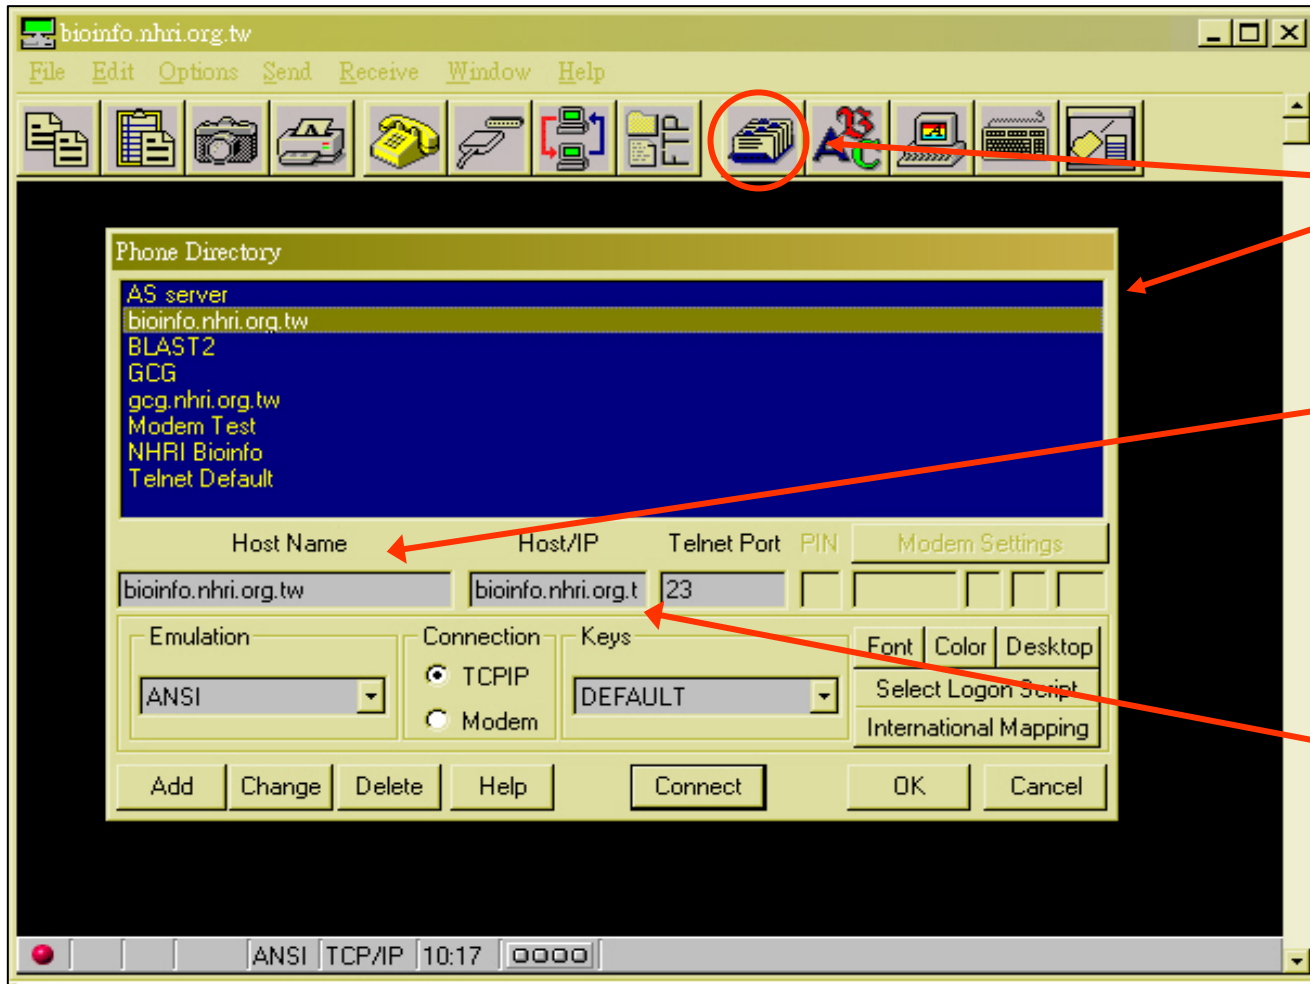 bioinfo.nhri.org.tw
File Edit Options Send Receive Window Help
FTP
A B C
Phone Directory
AS server
bioinfo.nhri.org.tw
BLAST2
GCG
gcg.nhri.org.tw
Modem Test
NHRI Bioinfo
Telnet Default
Host Name Host/IP Telnet Port PIN Modem Settings
bioinfo.nhri.org.tw bioinfo.nhri.org.t 23
Emulation Connection Keys
Font Color Desktop
ANSI TCPIP DEFAULT Select Logon Script
Modem International Mapping
Add Change Delete Help Connect OK Cancel
ANSI TCP/IP 10:17